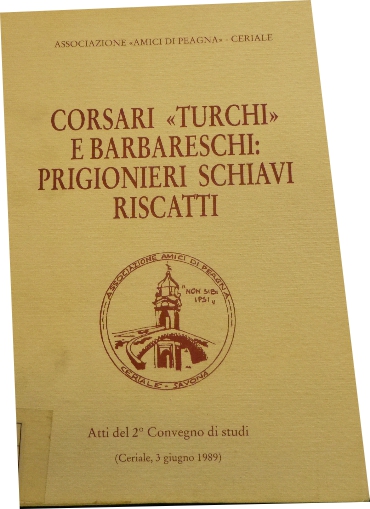 ASSOCIAZIONE «AMICI DI PEAGNA» - CERIALE
CORSARI «TURCHI»
E BARBARESCHI:
PRIGIONIERI SCHIAVI
RISCATTI
ASSOCIAZIONE AMICI DI PEAGNA
"NON SIBI
IPSI"
CERIALE - SAVONA
Atti del 2° Convegno di studi
(Ceriale, 3 giugno 1989)